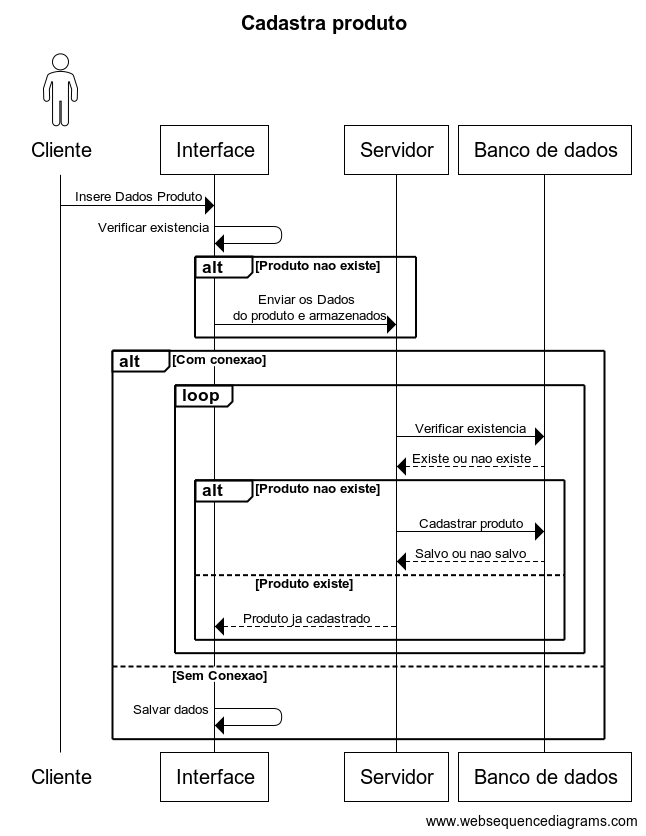 Cadastra produto
Cliente
Interface
Servidor
Banco de dados
Insere Dados Produto
Verificar existencia
alt
[Produto nao existe]
Enviar os Dados
do produto e armazenados
alt
[Com conexao]
loop
Verificar existencia
Existe ou nao existe
alt
[Produto nao existe]
Cadastrar produto
Salvo ou nao salvo
[Produto existe]
Produto ja cadastrado
[Sem Conexao]
Salvar dados
Cliente
Interface
Servidor
Banco de dados
www.websequencediagrams.com